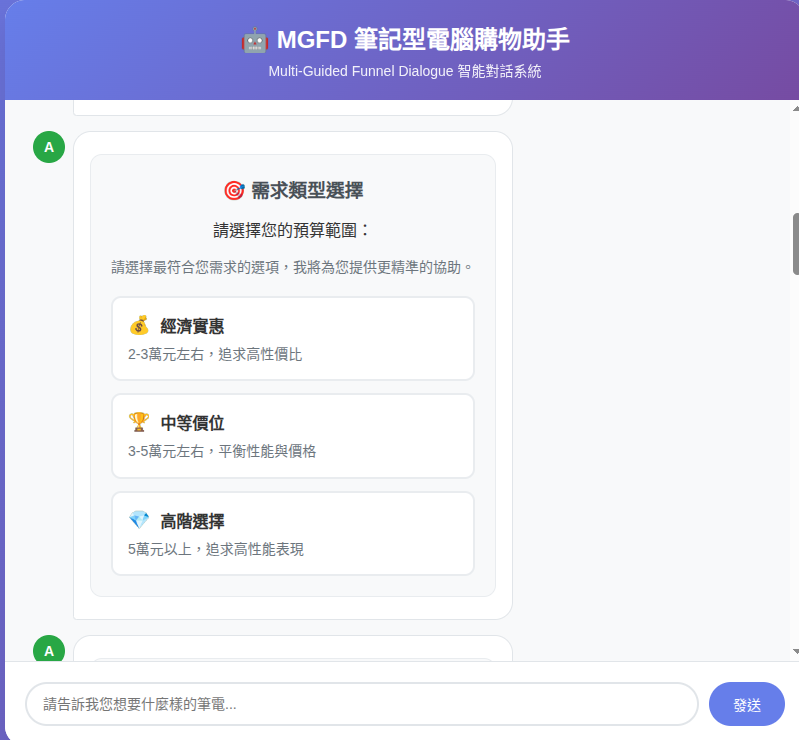 🤖 MGFD 筆記型電腦購物助手
Multi-Guided Funnel Dialogue 智能對話系統
A
🎯 需求類型選擇
請選擇您的預算範圍：
請選擇最符合您需求的選項，我將為您提供更精準的協助。
💰 經濟實惠
2-3萬元左右，追求高性價比
🏆 中等價位
3-5萬元左右，平衡性能與價格
💎 高階選擇
5萬元以上，追求高性能表現
A
請告訴我您想要什麼樣的筆電...
發送